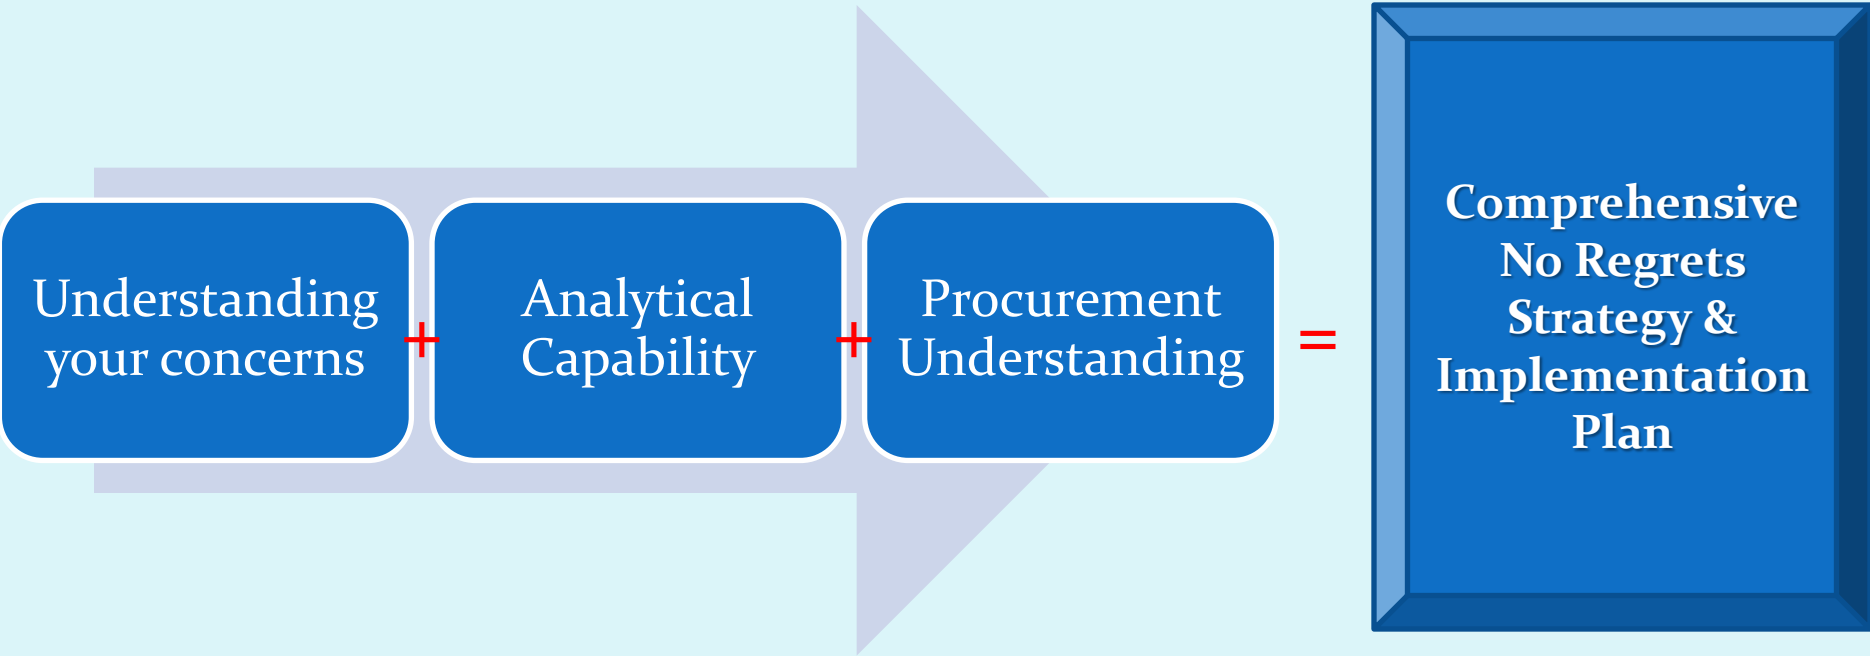 Understanding
your concerns
+
Analytical
Capability
+
Procurement
Understanding
=
Comprehensive
No Regrets
Strategy &
Implementation
Plan